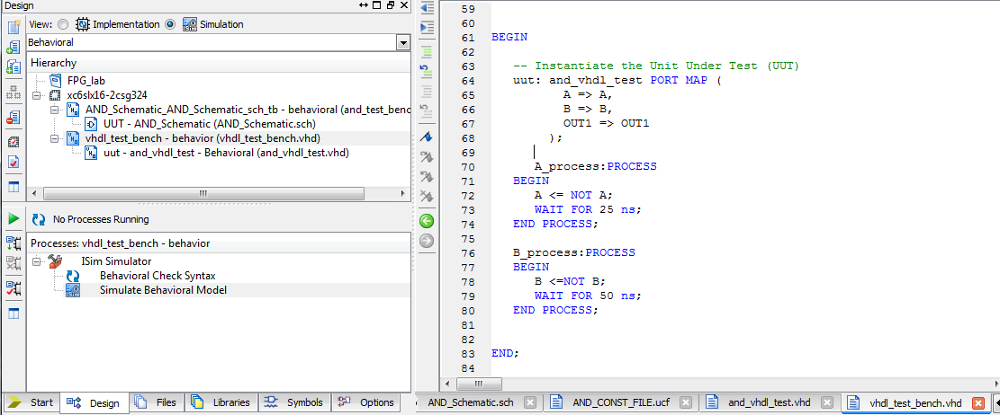 Design
View: Implementation Simulation
Behavioral
Hierarchy
FPG_lab
xc6slx16-2csg324
AND_Schematic_AND_Schematic_sch_tb - behavioral (and_test_benc
UUT - AND_Schematic (AND_Schematic.sch)
vhdl_test_bench - behavior (vhdl_test_bench.vhd)
uut - and_vhdl_test - Behavioral (and_vhdl_test.vhd)
No Processes Running
Processes: vhdl_test_bench - behavior
ISim Simulator
Behavioral Check Syntax
Simulate Behavioral Model
Start Design Files Libraries Symbols Options
59
60
61 BEGIN
62
63 -- Instantiate the Unit Under Test (UUT)
64 uut: and_vhdl_test PORT MAP (
65 A => A,
66 B => B,
67 OUT1 => OUT1
68 );
69
70 A_process:PROCESS
71 BEGIN
72 A <= NOT A;
73 WAIT FOR 25 ns;
74 END PROCESS;
75
76 B_process:PROCESS
77 BEGIN
78 B <=NOT B;
79 WAIT FOR 50 ns;
80 END PROCESS;
81
82
83 END;
84
AND_Schematic.sch AND_CONST_FILE.ucf and_vhdl_test.vhd vhdl_test_bench.vhd